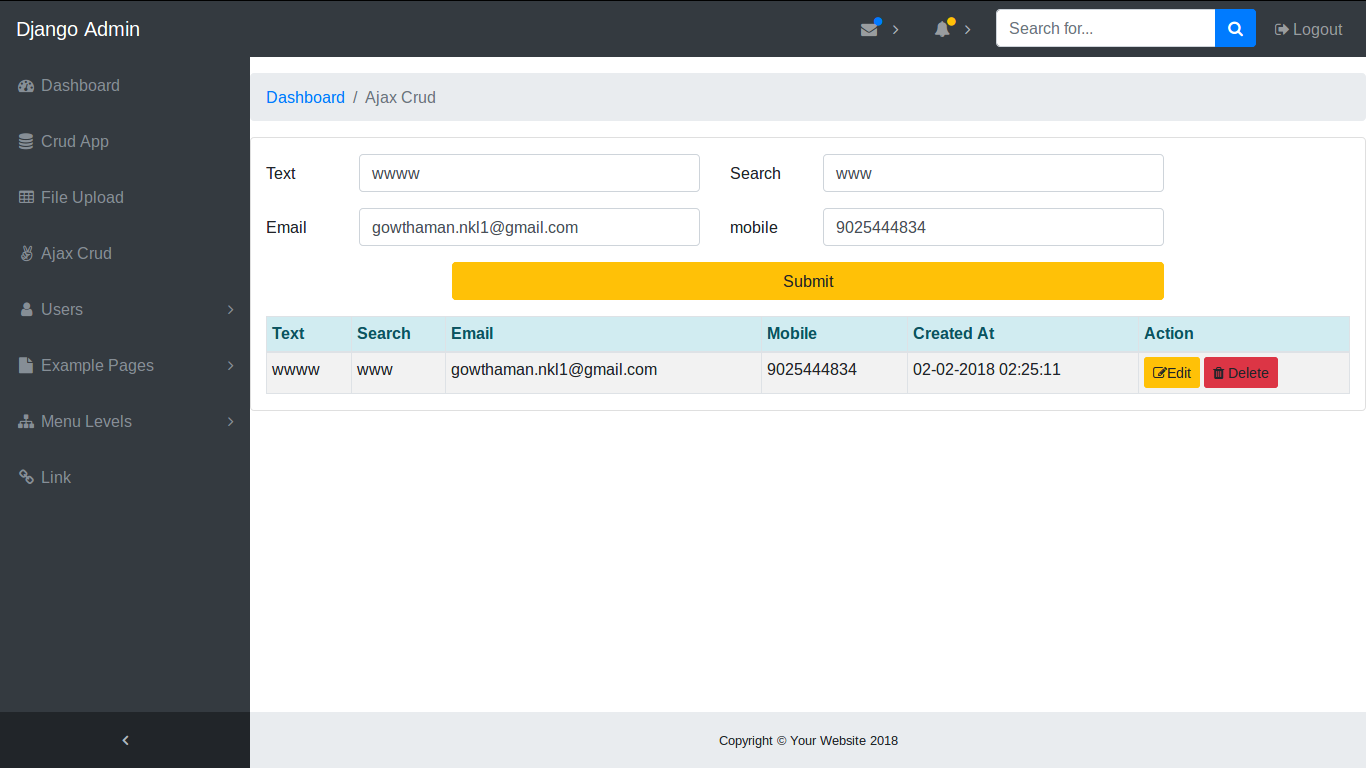 Django Admin
Search for...
Logout
Dashboard
Crud App
File Upload
Ajax Crud
Users
Example Pages
Menu Levels
Link
Dashboard / Ajax Crud
Text wwww Search www
Email gowthaman.nkl1@gmail.com mobile 9025444834
Submit
Text Search Email Mobile Created At Action
wwww www gowthaman.nkl1@gmail.com 9025444834 02-02-2018 02:25:11 Edit Delete
Copyright © Your Website 2018